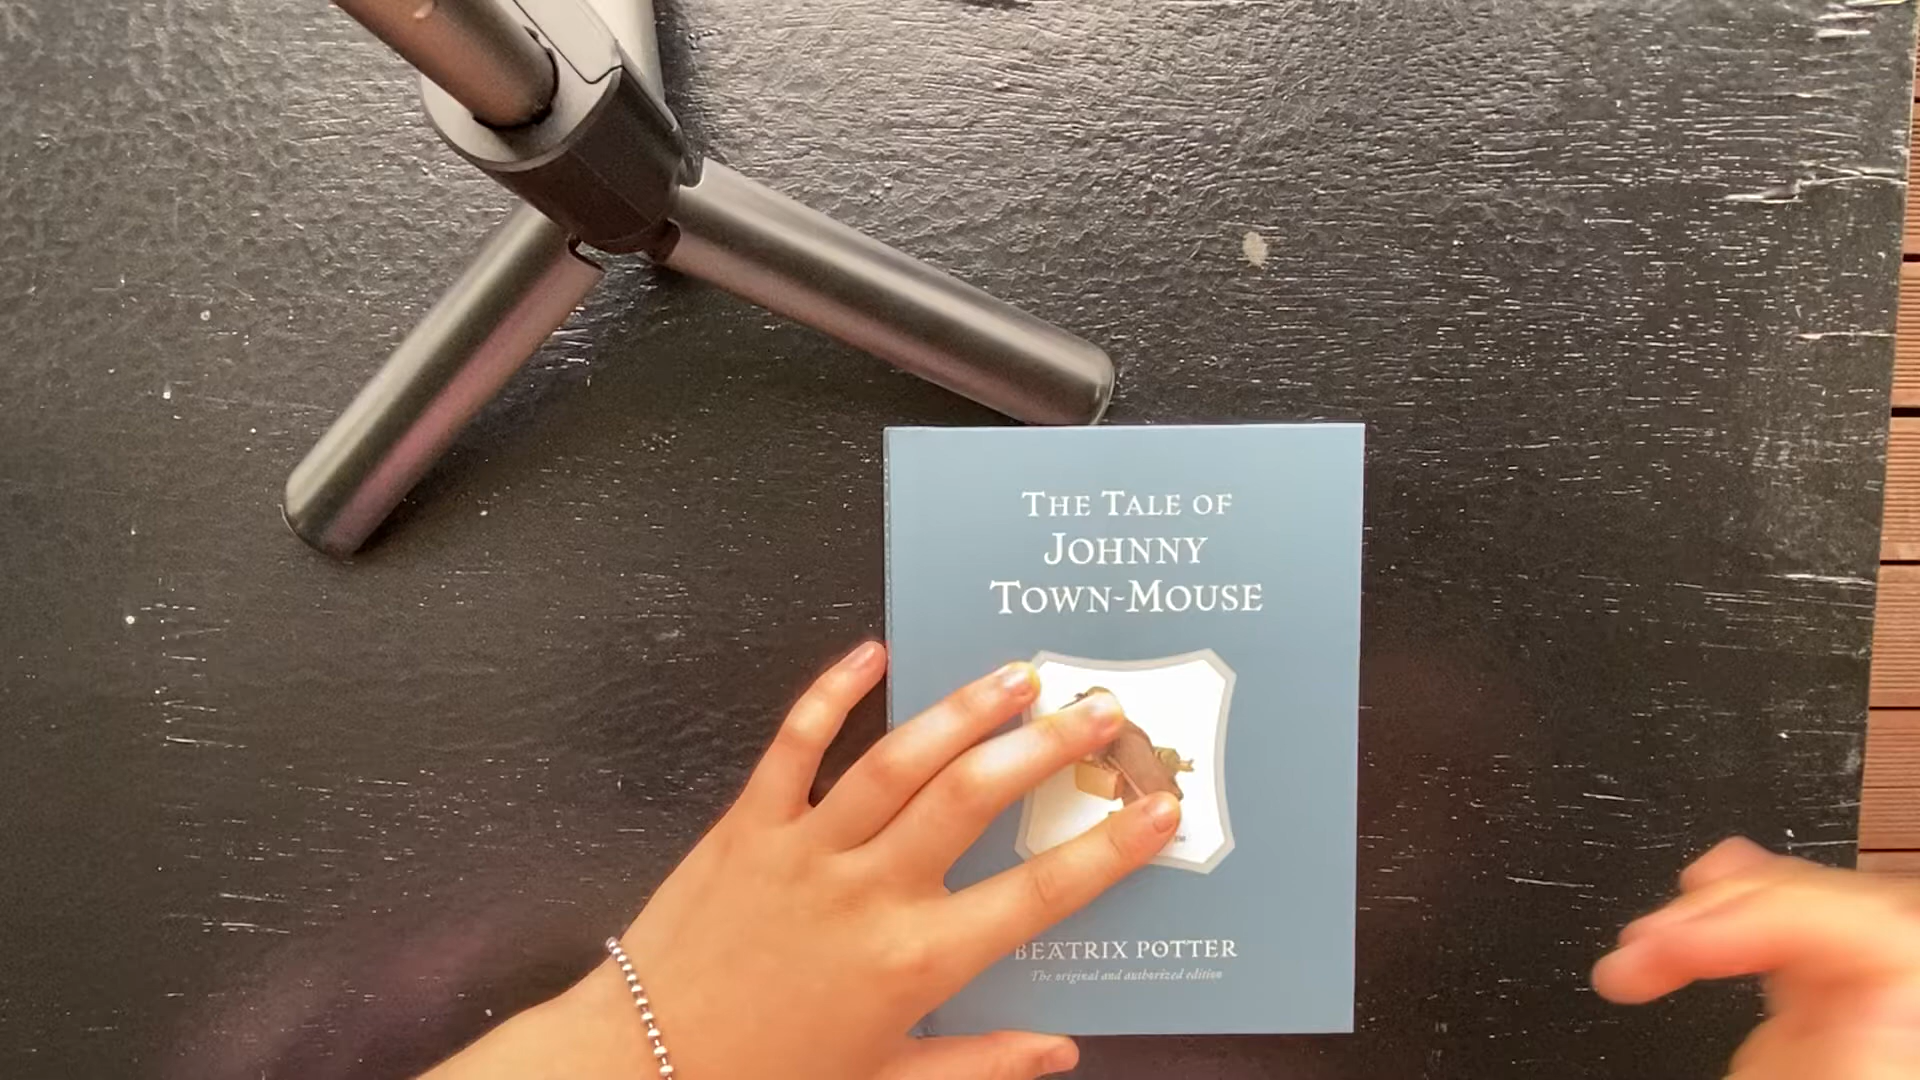 THE TALE OF
JOHNNY
TOWN-MOUSE
BEATRIX POTTER
The original and authorized edition